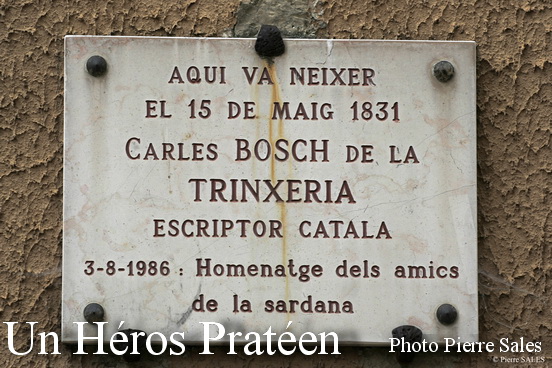 AQUI VA NEIXER
EL 15 DE MAIG 1831
CARLES BOSCH DE LA
TRINXERIA
ESCRIPTOR CATALA
3-8-1986 : Homenatge dels amics
de la sardana
Un Héros Pratéen
Photo Pierre Sales
© Pierre SALES